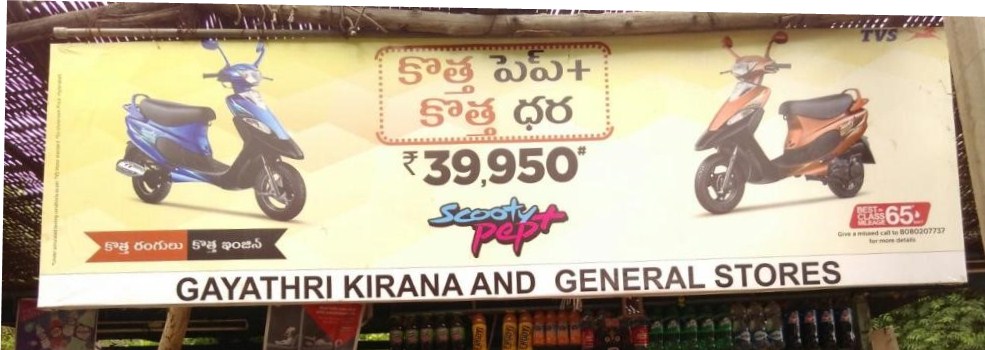 TVS
కొత్త పెప్+
కొత్త ధర
₹39,950#
Scooty
pep+
BEST IN
CLASS
MILEAGE
65
Give a missed call to 8080207737
for more details
కొత్త రంగులు కొత్త ఇంజిన్
GAYATHRI KIRANA AND GENERAL STORES